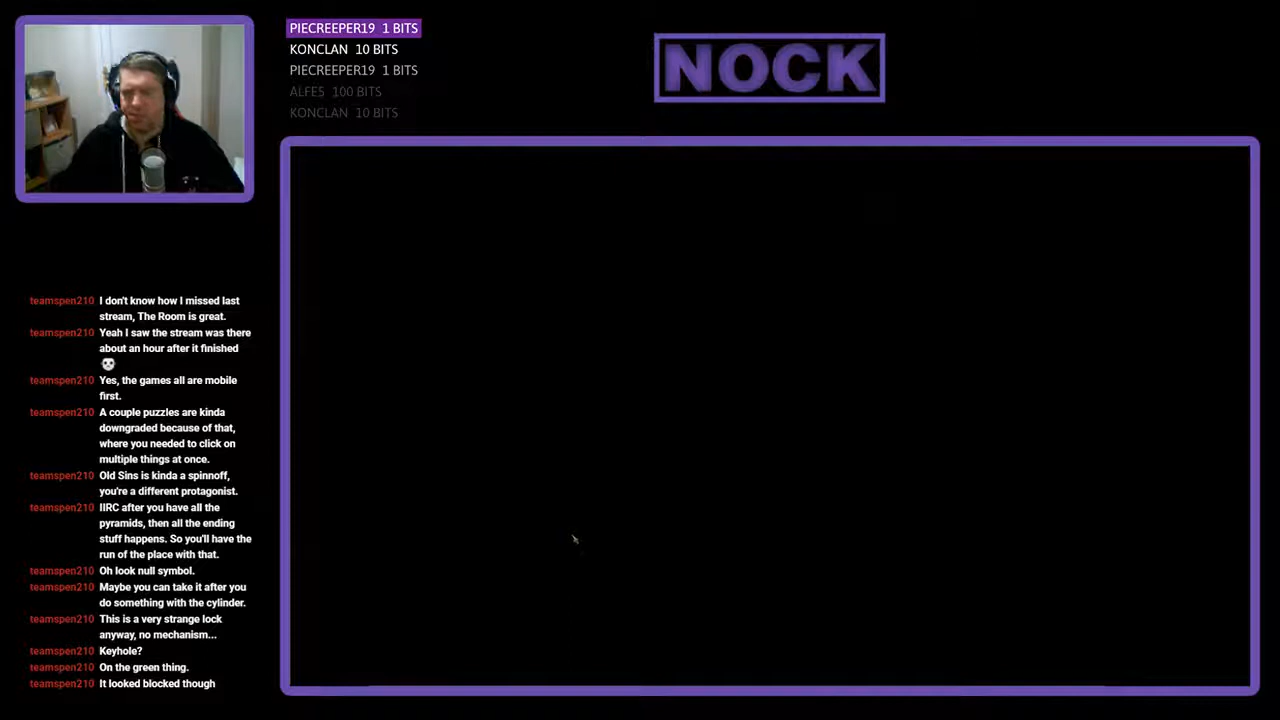 PIECREEPER19 1 BITS
KONCLAN 10 BITS
PIECREEPER19 1 BITS
ALFE5 100 BITS
KONCLAN 10 BITS
NOCK
teamspen210 I don't know how I missed last
stream, The Room is great.
teamspen210 Yeah I saw the stream was there
about an hour after it finished
teamspen210 Yes, the games all are mobile
first.
teamspen210 A couple puzzles are kinda
downgraded because of that,
where you needed to click on
multiple things at once.
teamspen210 Old Sins is kinda a spinnoff,
you're a different protagonist.
teamspen210 IIRC after you have all the
pyramids, then all the ending
stuff happens. So you'll have the
run of the place with that.
teamspen210 Oh look null symbol.
teamspen210 Maybe you can take it after you
do something with the cylinder.
teamspen210 This is a very strange lock
anyway, no mechanism...
teamspen210 Keyhole?
teamspen210 On the green thing.
teamspen210 It looked blocked though